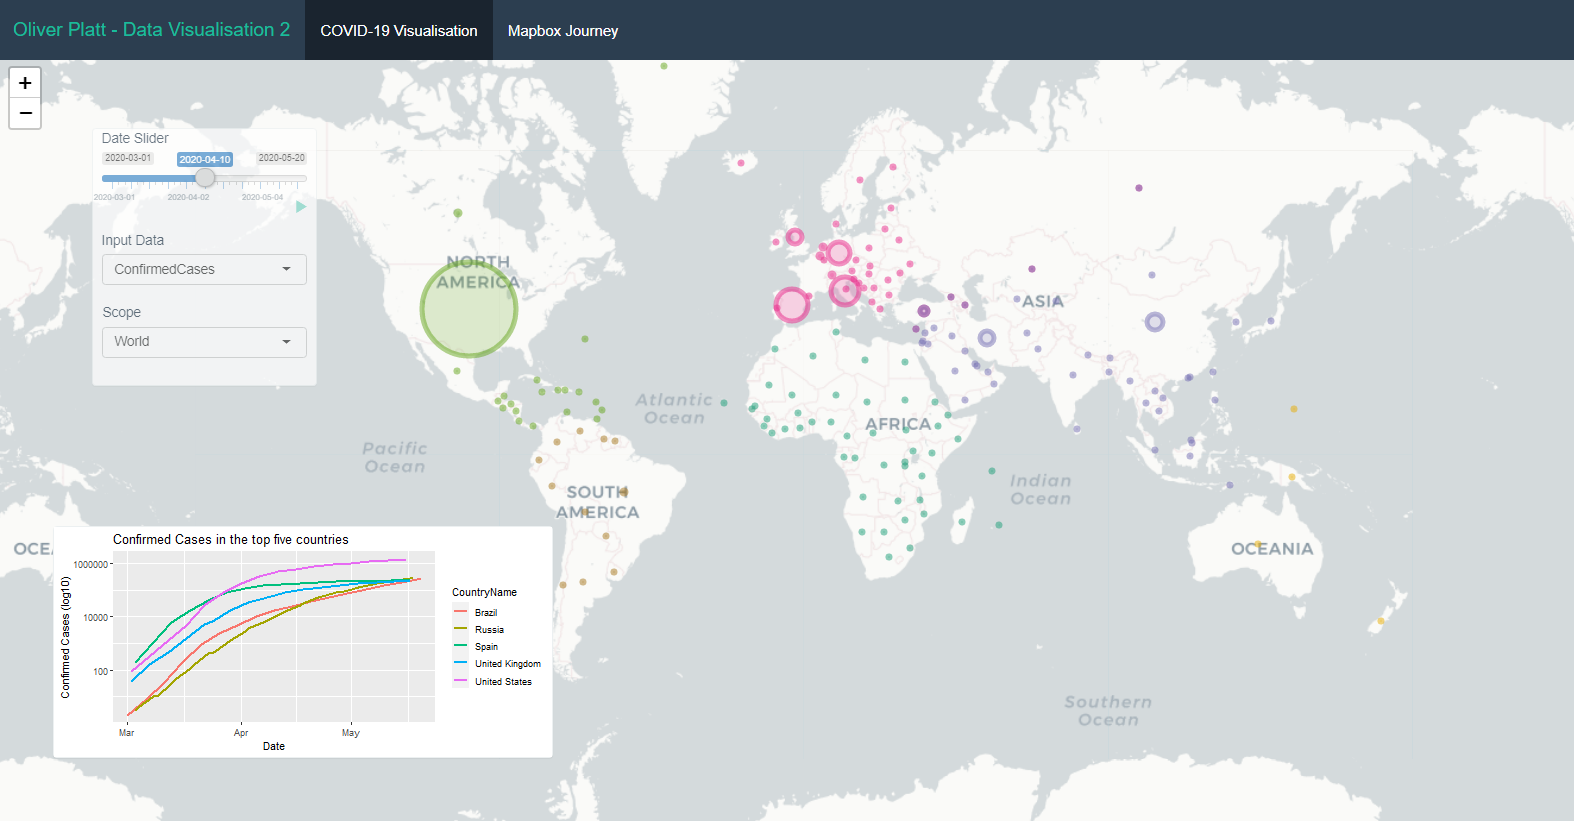 Oliver Platt - Data Visualisation 2
COVID-19 Visualisation
Mapbox Journey
+
−
Date Slider
2020-03-01
2020-04-10
2020-05-20
2020-03-01
2020-04-02
2020-05-04
Input Data
ConfirmedCases
Scope
World
NORTH
AMERICA
ASIA
Atlantic
Ocean
AFRICA
Pacific
Ocean
SOUTH
AMERICA
Indian
Ocean
OCEA
OCEANIA
Southern
Ocean
Confirmed Cases in the top five countries
Confirmed Cases (log10)
1000000
10000
100
Mar
Apr
May
Date
CountryName
Brazil
Russia
Spain
United Kingdom
United States